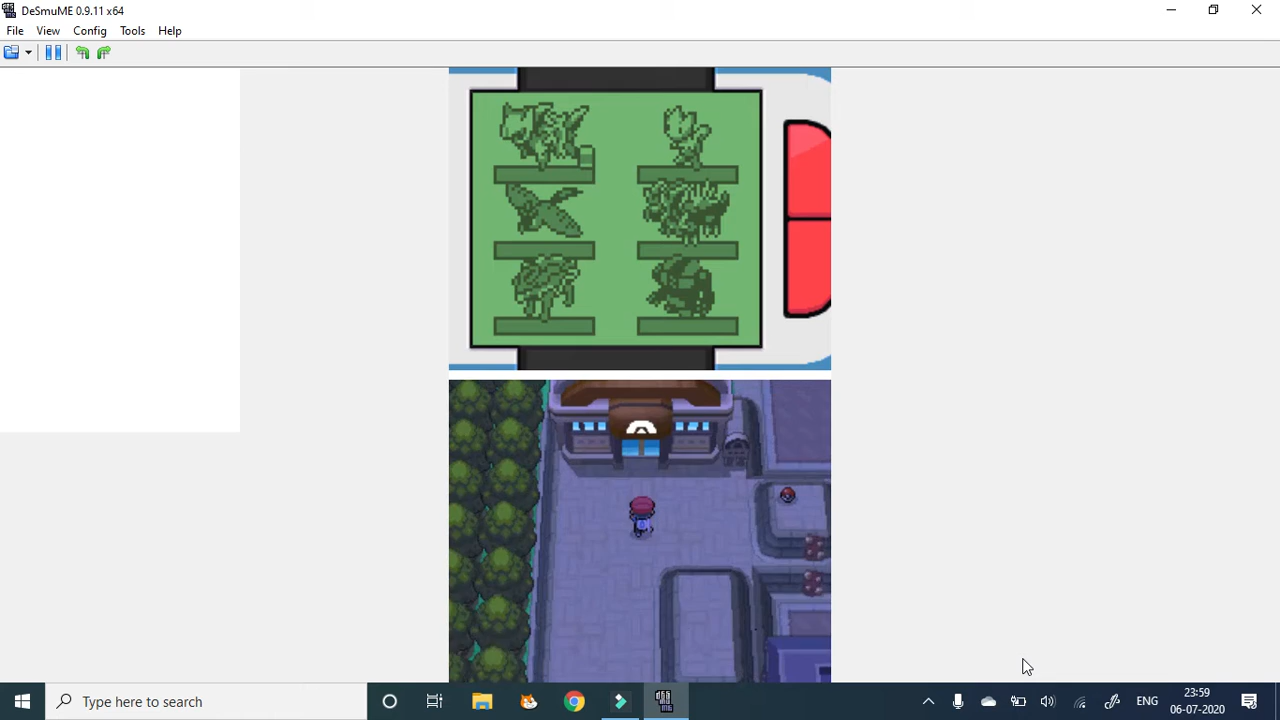 DeSmuME 0.9.11 x64
File View Config Tools Help
Type here to search
ENG
23:59
06-07-2020